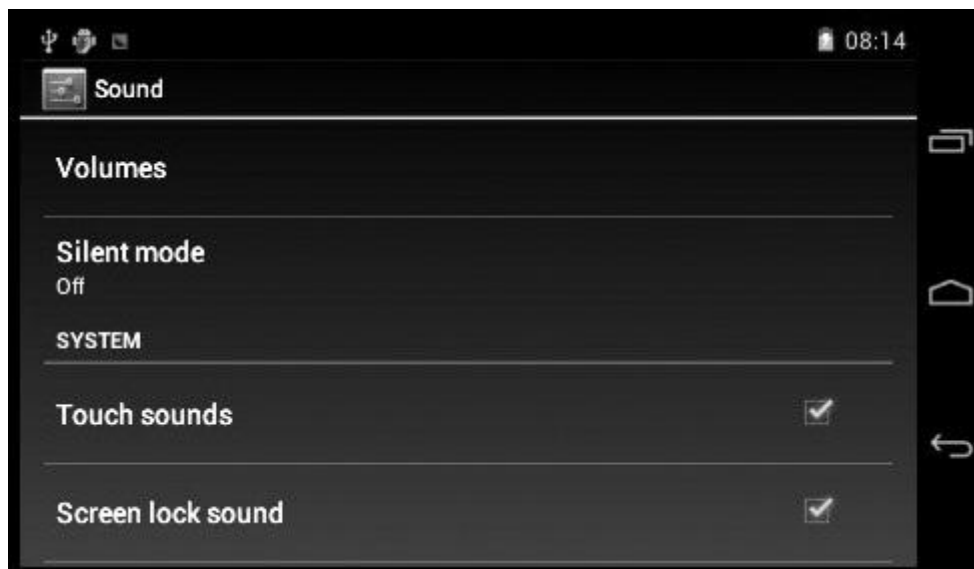 08:14
Sound
Volumes
Silent mode
Off
SYSTEM
Touch sounds
Screen lock sound